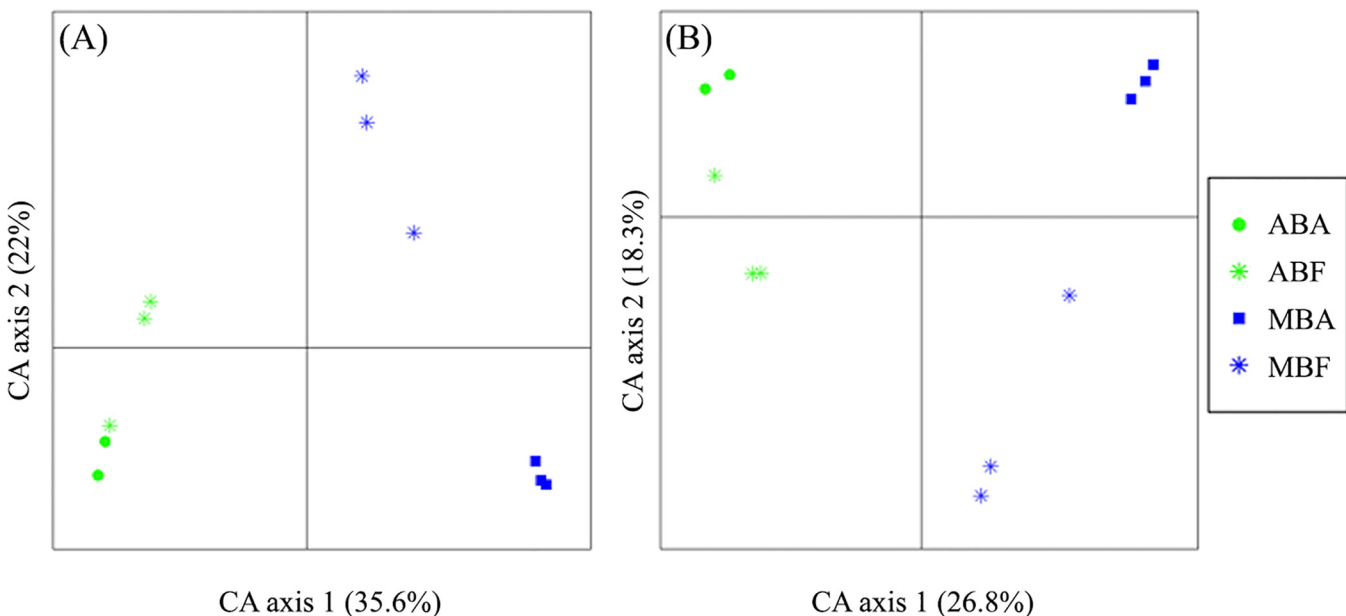 (A)
CA axis 2 (22%)
CA axis 1 (35.6%)
(B)
CA axis 2 (18.3%)
CA axis 1 (26.8%)
ABA
ABF
MBA
MBF